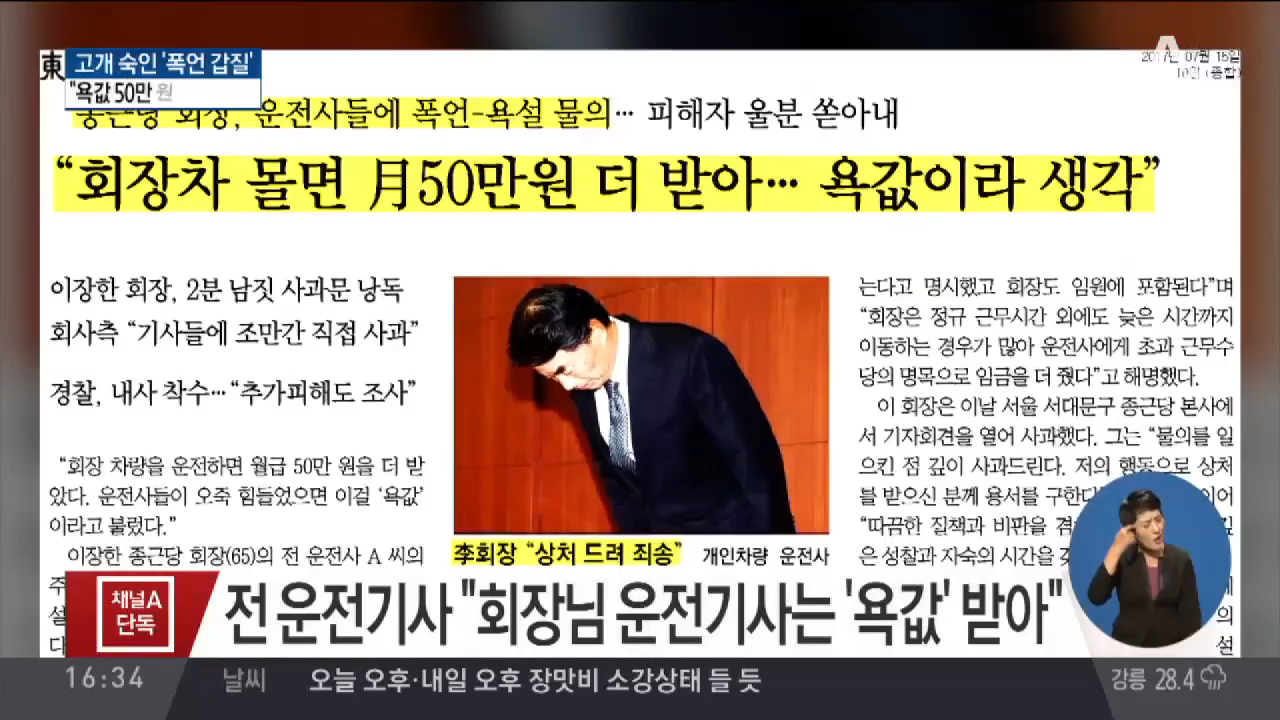 2017년 07월 15일
10면 (종합)
東
고개 숙인 '폭언 갑질'
"욕값 50만 원
종근당 회장, 운전사들에 폭언-욕설 물의… 피해자 울분 쏟아내
“회장차 몰면 月50만원 더 받아… 욕값이라 생각”
이장한 회장, 2분 남짓 사과문 낭독
회사측 “기사들에 조만간 직접 사과”
경찰, 내사 착수…“추가피해도 조사”
“회장 차량을 운전하면 월급 50만 원을 더 받
았다. 운전사들이 오죽 힘들었으면 이걸 ‘욕값’
이라고 불렀다.”
이장한 종근당 회장(65)의 전 운전사 A 씨의
주
설
다
李회장 “상처 드려 죄송”
개인차량 운전사
는다고 명시했고 회장도 임원에 포함된다”며
“회장은 정규 근무시간 외에도 늦은 시간까지
이동하는 경우가 많아 운전사에게 초과 근무수
당의 명목으로 임금을 더 줬다”고 해명했다.
이 회장은 이날 서울 서대문구 종근당 본사에
서 기자회견을 열어 사과했다. 그는 “물의를 일
으킨 점 깊이 사과드린다. 저의 행동으로 상처
를 받으신 분께 용서를 구한다 이어
“따끔한 질책과 비판을 겸
은 성찰과 자숙의 시간을
의
설
채널A
단독
전 운전기사 "회장님 운전기사는 '욕값' 받아"
16:34
날씨
오늘 오후·내일 오후 장맛비 소강상태 들 듯
강릉 28.4